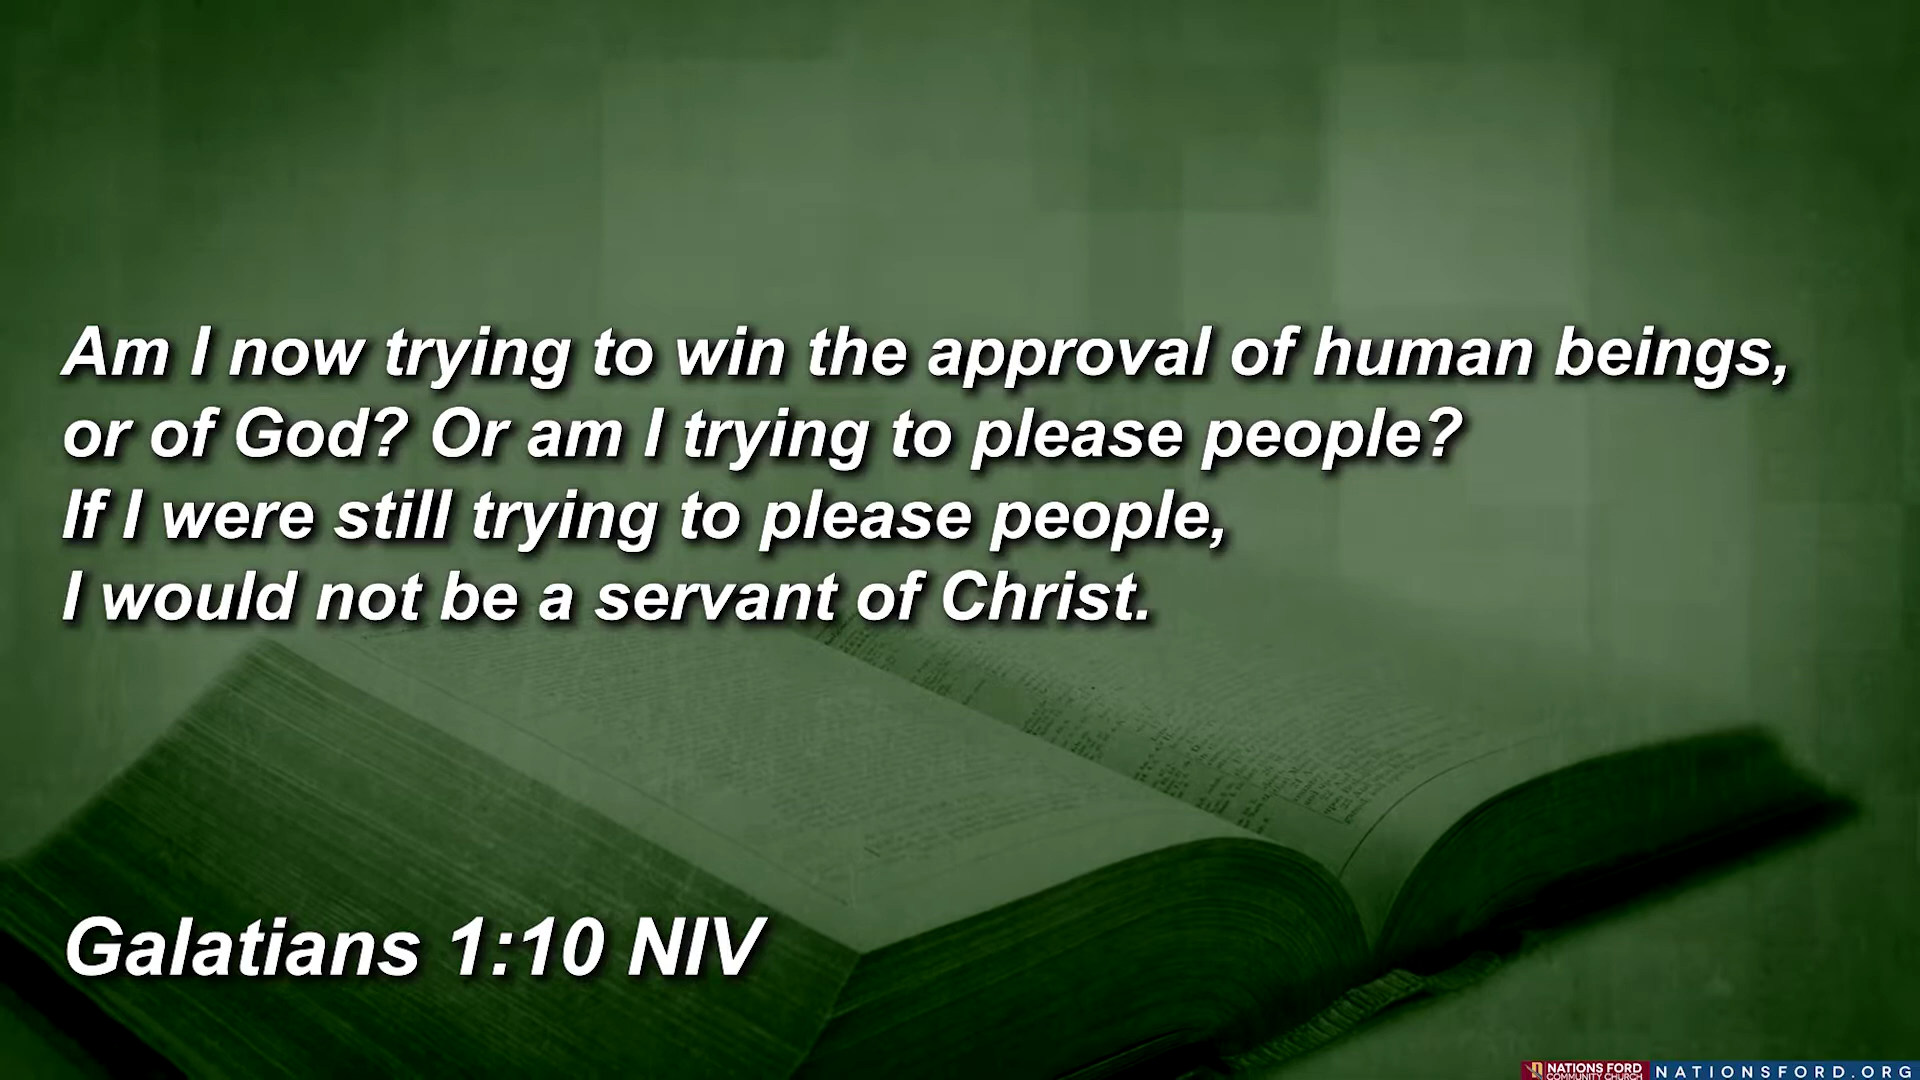 Am I now trying to win the approval of human beings,
or of God? Or am I trying to please people?
If I were still trying to please people,
I would not be a servant of Christ.
Galatians 1:10 NIV
NATIONS FORD
COMMUNITY CHURCH
NATIONSFORD.ORG